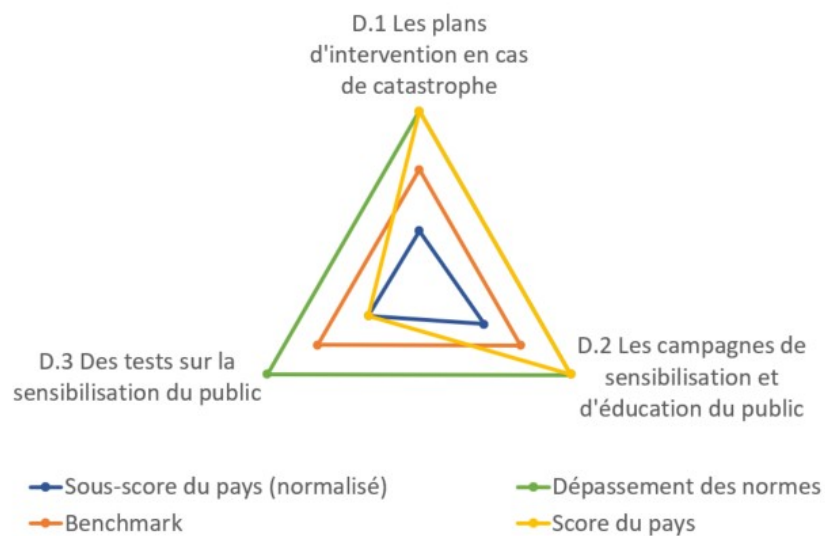 D.1 Les plans
d'intervention en cas
de catastrophe
D.3 Des tests sur la
sensibilisation du public
D.2 Les campagnes de
sensibilisation et
d'éducation du public
Sous-score du pays (normalisé)
Dépassement des normes
Benchmark
Score du pays